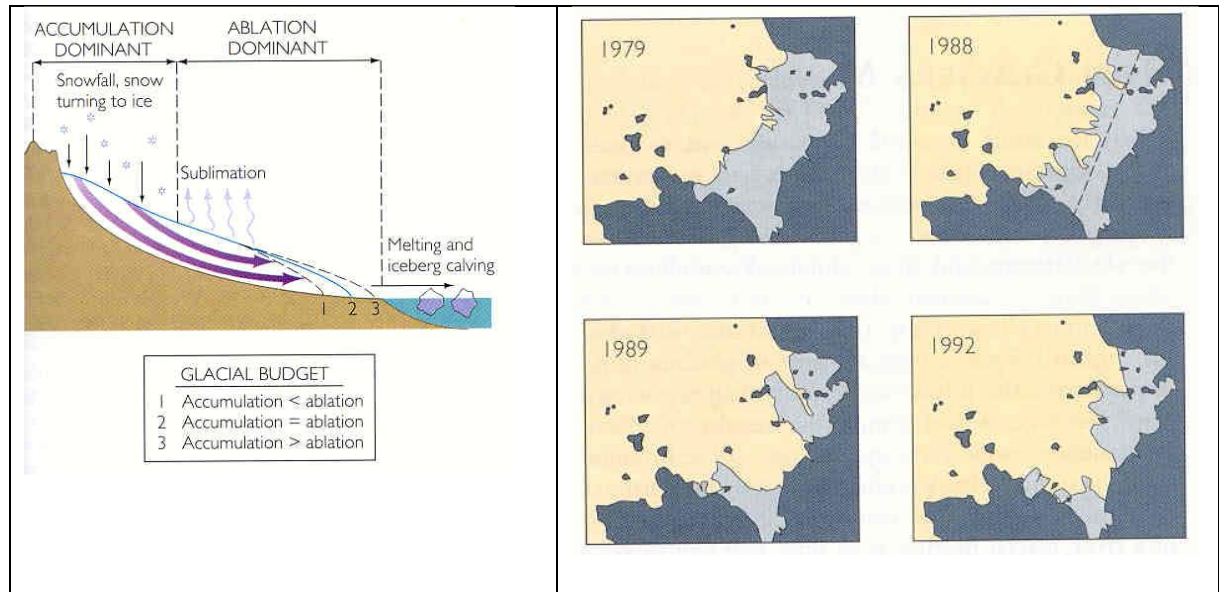 ACCUMULATION
DOMINANT
ABLATION
DOMINANT
Snowfall, snow
turning to ice
Sublimation
Melting and
iceberg calving
1 2 3
GLACIAL BUDGET
1 Accumulation < ablation
2 Accumulation = ablation
3 Accumulation > ablation
1979
1988
1989
1992